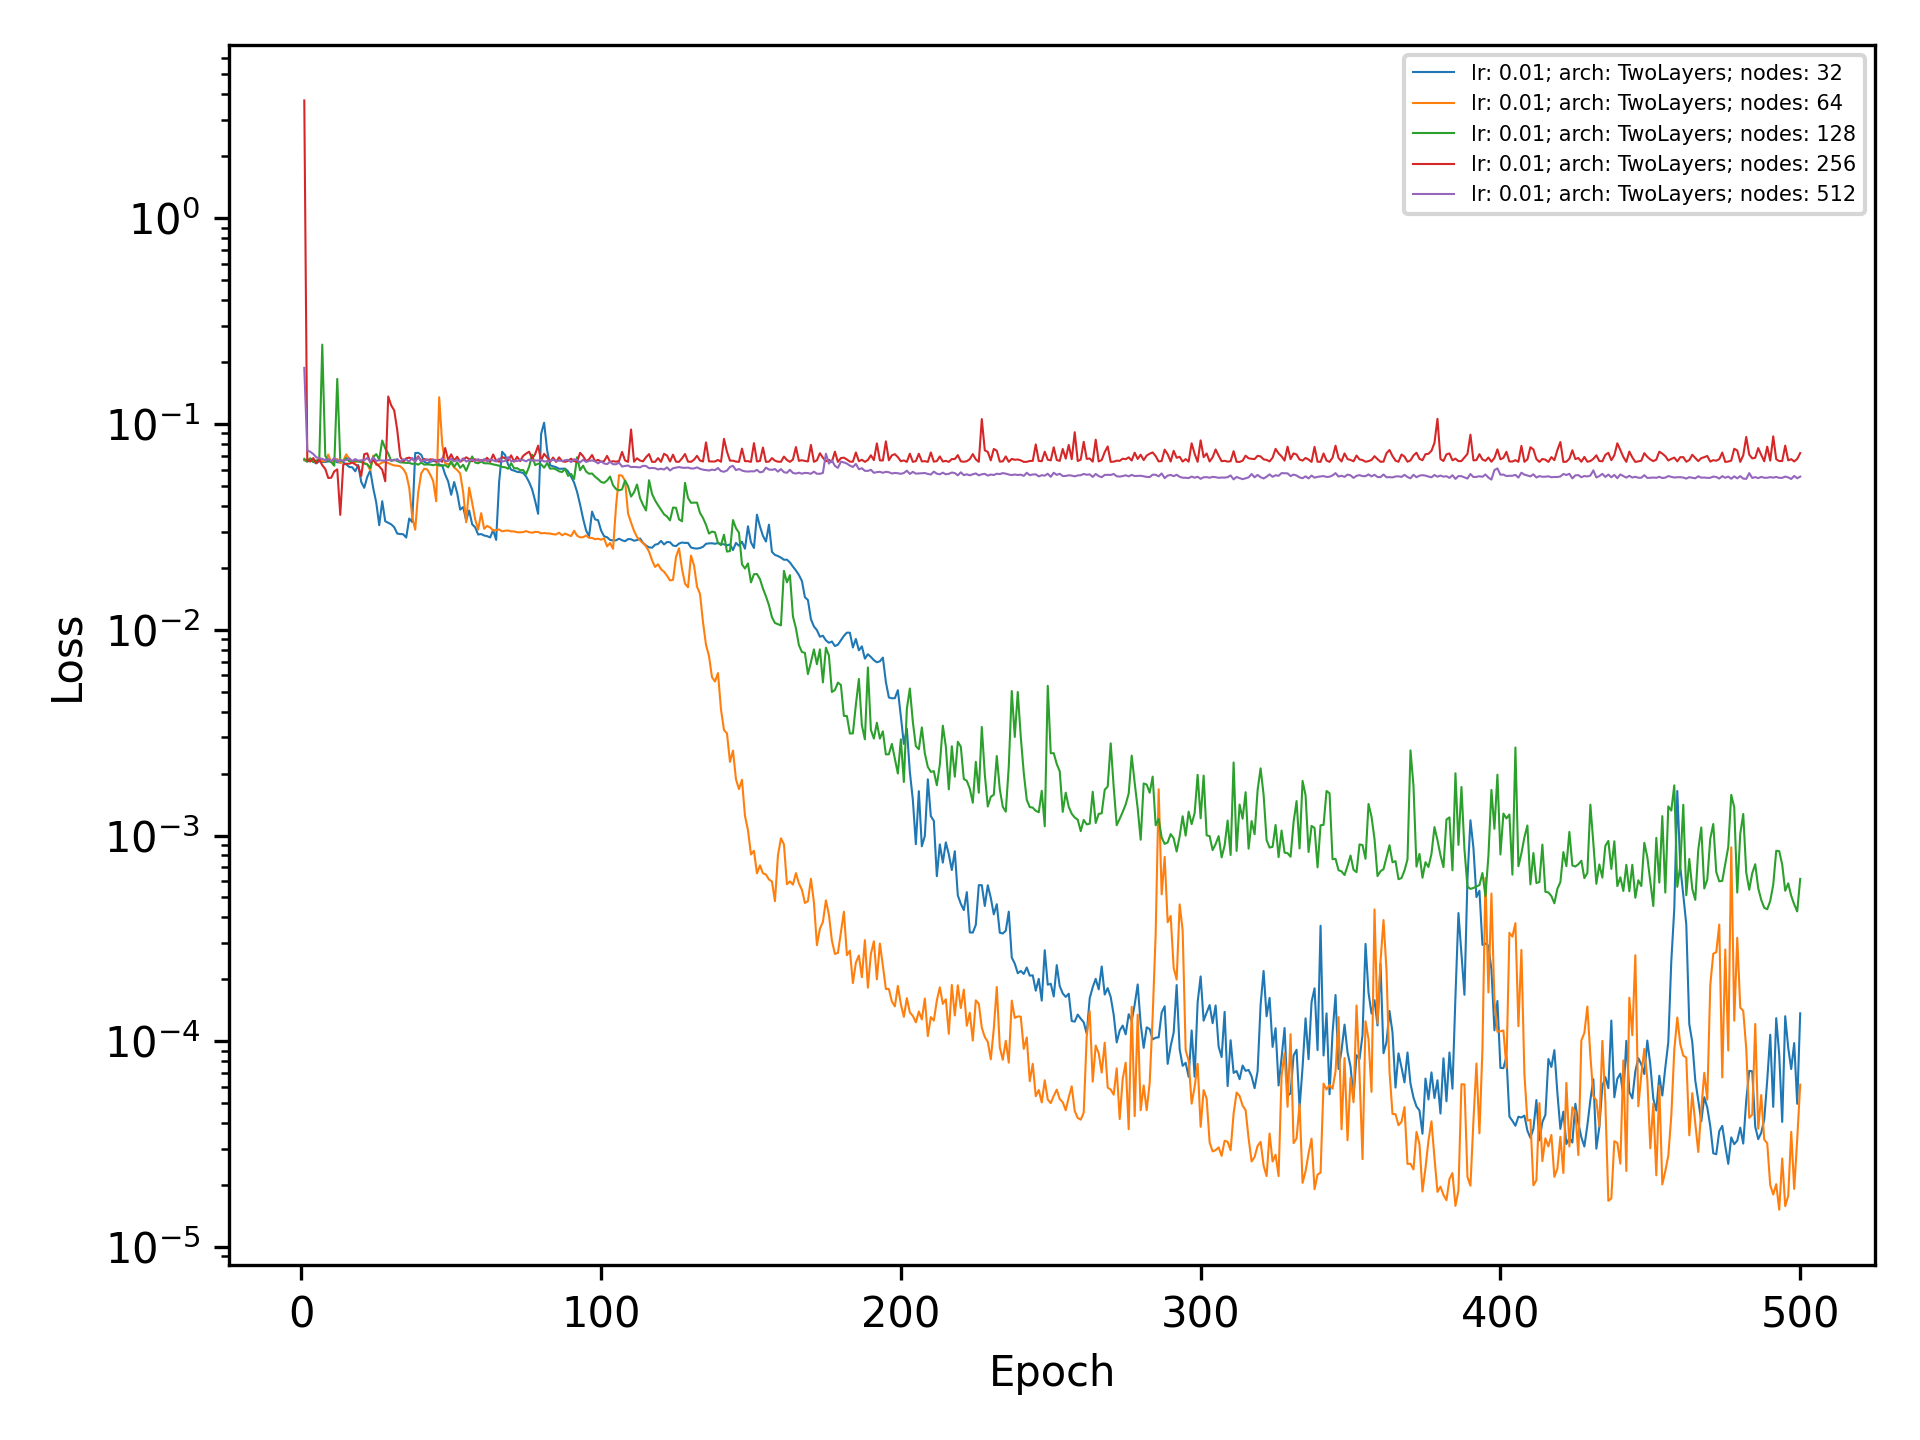 lr: 0.01; arch: TwoLayers; nodes: 32
lr: 0.01; arch: TwoLayers; nodes: 64
lr: 0.01; arch: TwoLayers; nodes: 128
lr: 0.01; arch: TwoLayers; nodes: 256
lr: 0.01; arch: TwoLayers; nodes: 512
10⁰
10⁻¹
10⁻²
10⁻³
10⁻⁴
10⁻⁵
Loss
0 100 200 300 400 500
Epoch